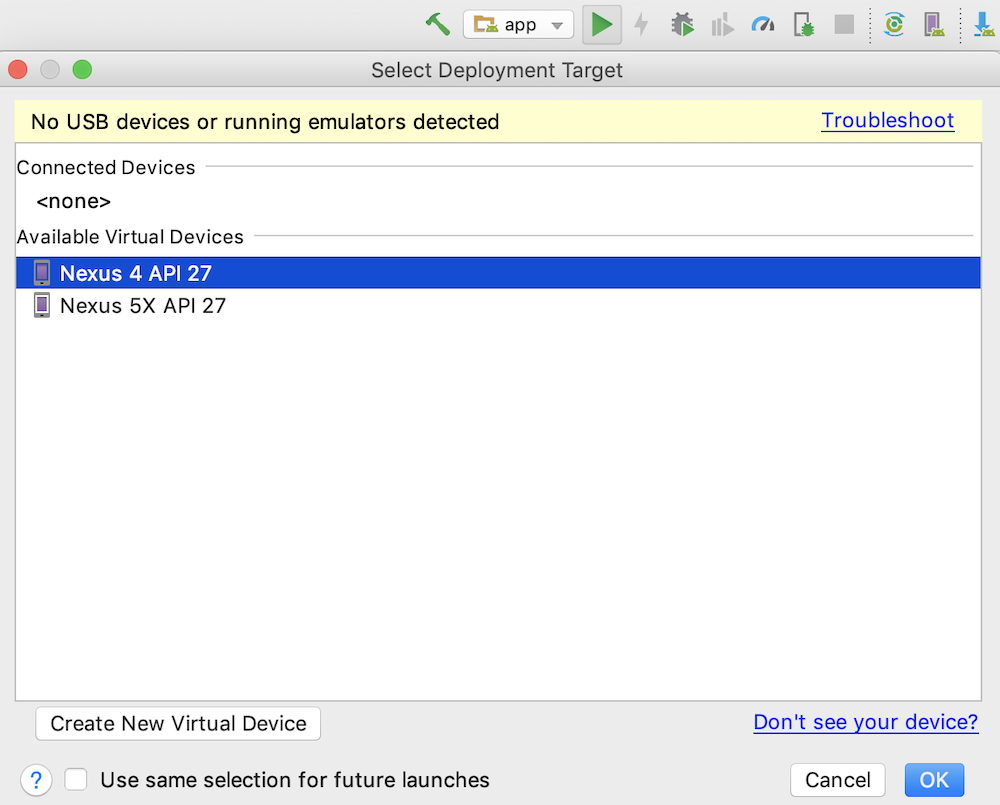 app
Select Deployment Target
No USB devices or running emulators detected Troubleshoot
Connected Devices
<none>
Available Virtual Devices
Nexus 4 API 27
Nexus 5X API 27
Create New Virtual Device Don't see your device?
? Use same selection for future launches Cancel OK